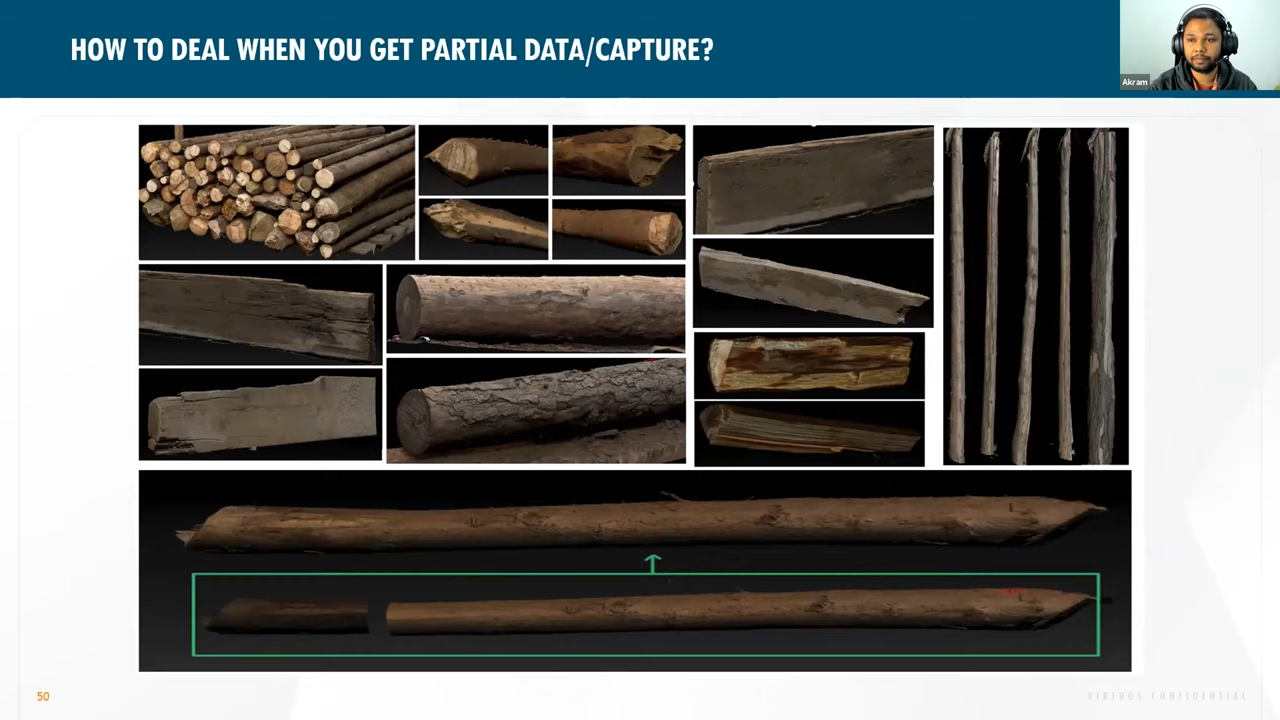 HOW TO DEAL WHEN YOU GET PARTIAL DATA/CAPTURE?
Akram
50
VIRTUOS CONFIDENTIAL